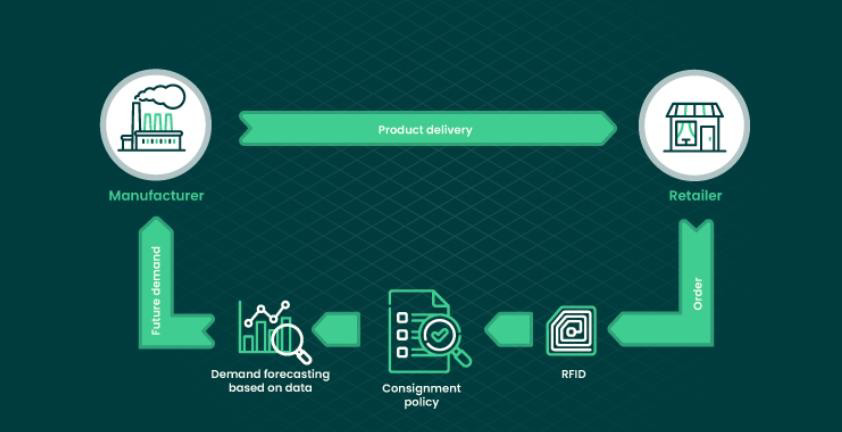 Product delivery
Manufacturer
Retailer
Future demand
Order
Demand forecasting
based on data
Consignment
policy
RFID